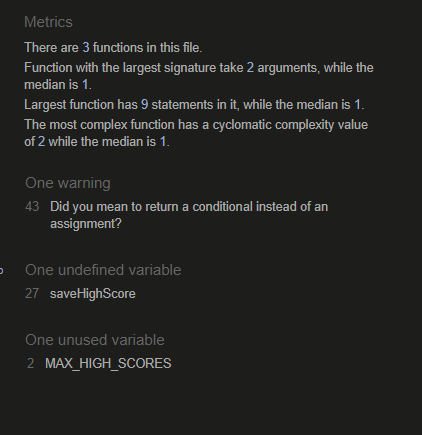 Metrics
There are 3 functions in this file.
Function with the largest signature take 2 arguments, while the
median is 1.
Largest function has 9 statements in it, while the median is 1.
The most complex function has a cyclomatic complexity value
of 2 while the median is 1.
One warning
43 Did you mean to return a conditional instead of an
assignment?
One undefined variable
27 saveHighScore
One unused variable
2 MAX_HIGH_SCORES